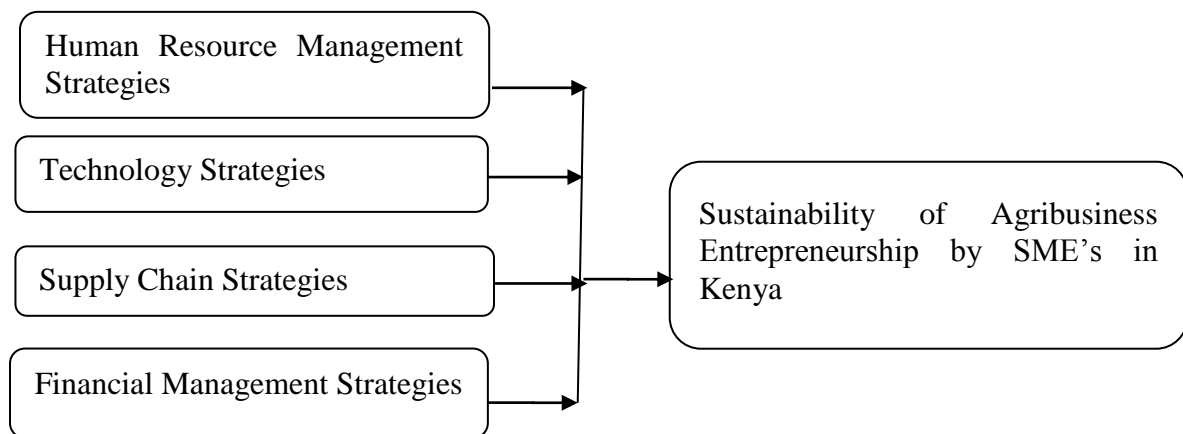 Human Resource Management
Strategies
Technology Strategies
Supply Chain Strategies
Financial Management Strategies
Sustainability of Agribusiness
Entrepreneurship by SME’s in
Kenya